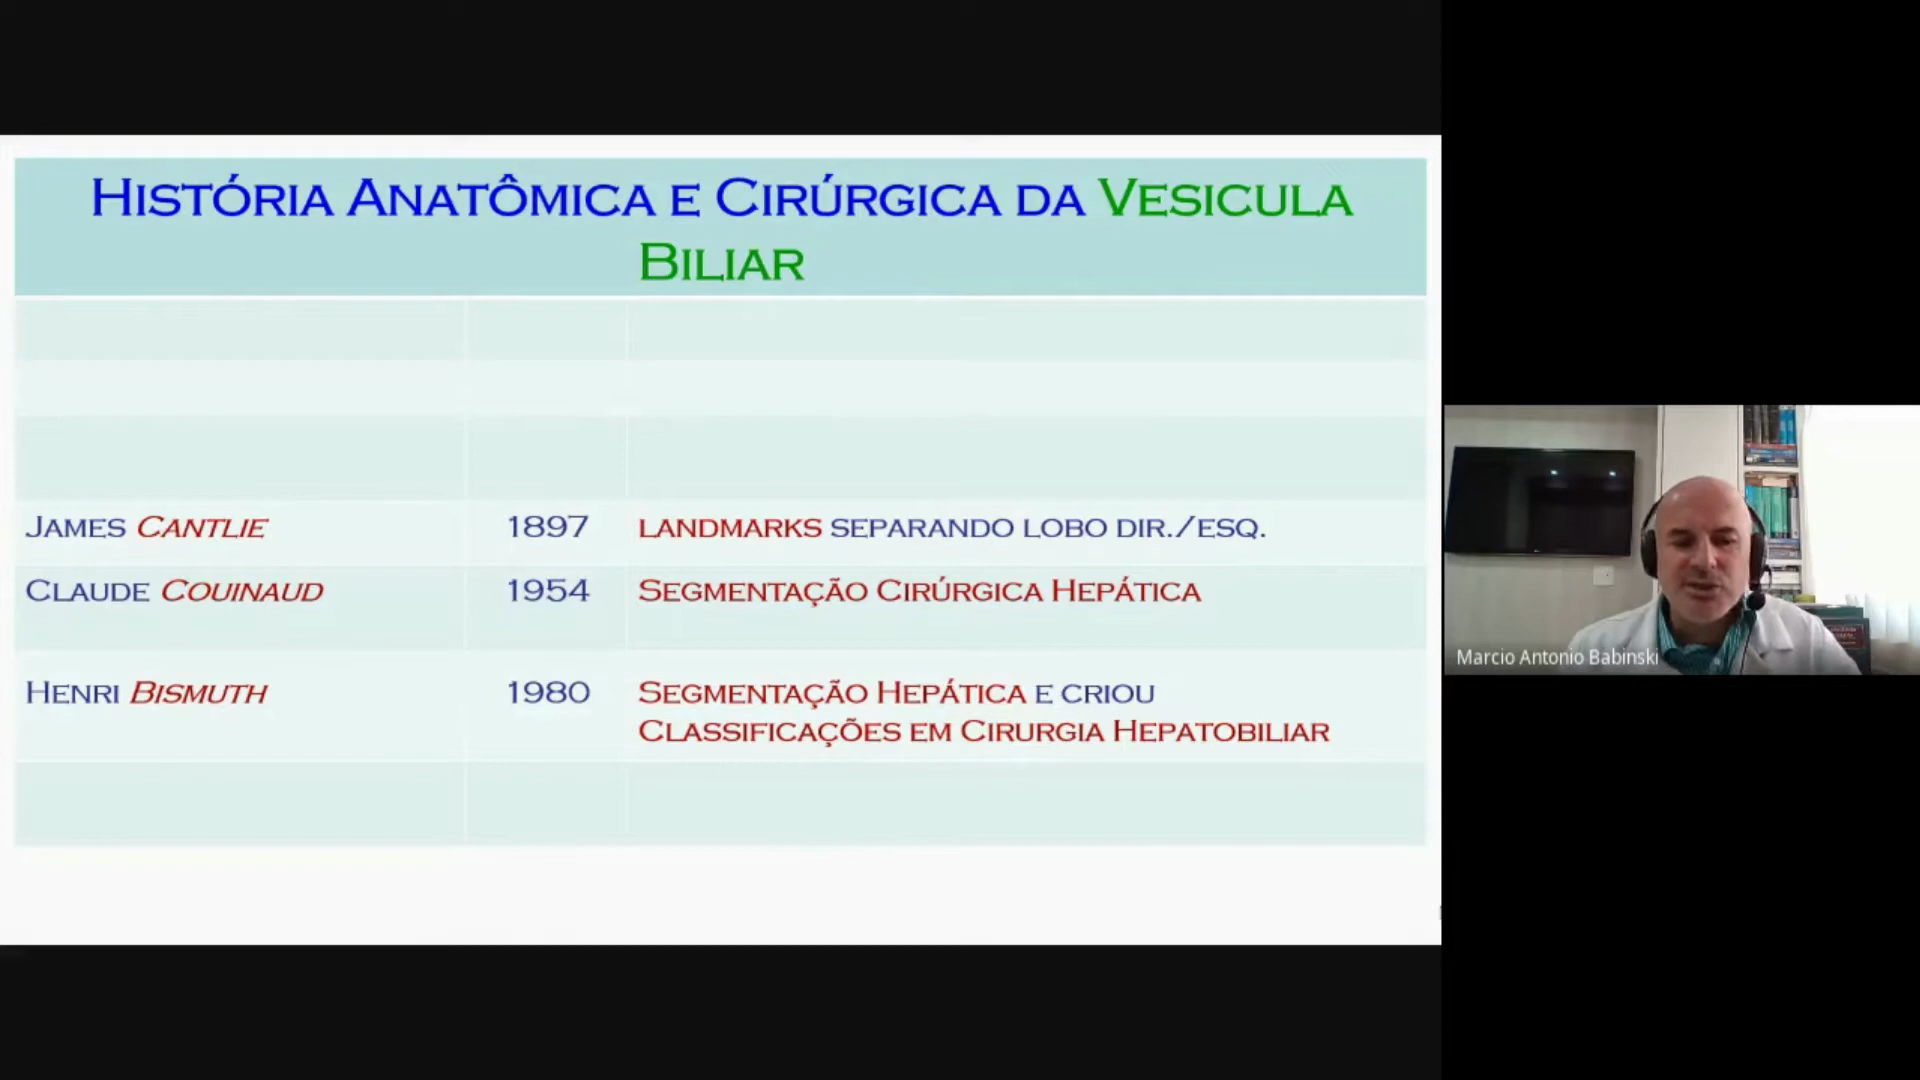 HISTÓRIA ANATÔMICA E CIRÚRGICA DA VESICULA
BILIAR
JAMES CANTLIE 1897 LANDMARKS SEPARANDO LOBO DIR./ESQ.
CLAUDE COUINAUD 1954 SEGMENTAÇÃO CIRÚRGICA HEPÁTICA
HENRI BISMUTH 1980 SEGMENTAÇÃO HEPÁTICA E CRIOU
CLASSIFICAÇÕES EM CIRURGIA HEPATOBILIAR
Marcio Antonio Babinski